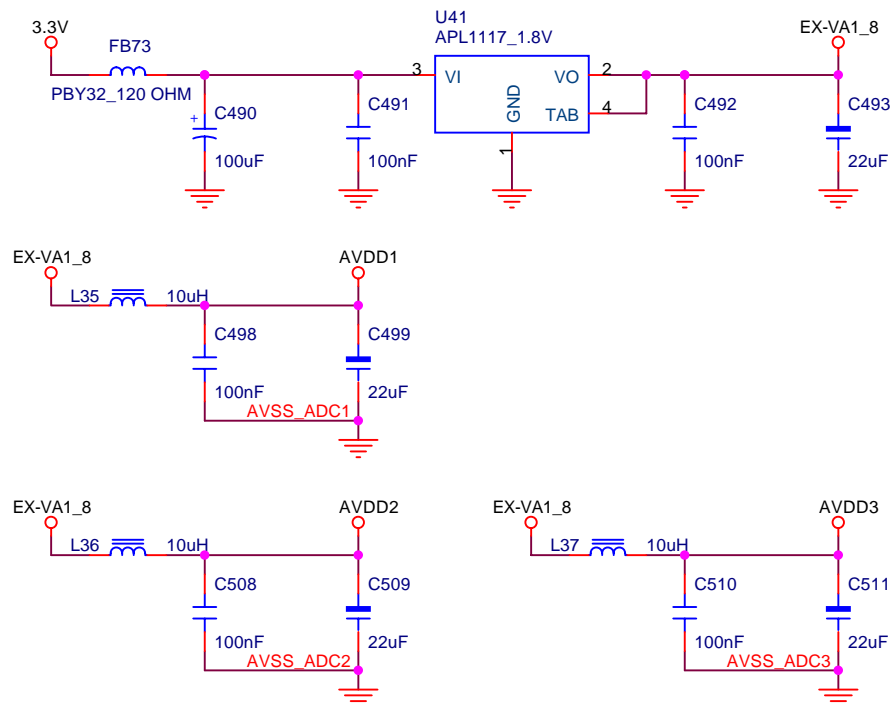 3.3V
FB73
PBY32_120 OHM
U41
APL1117_1.8V
EX-VA1_8
3
VI
VO
2
GND
TAB
4
1
+
C490
100uF
C491
100nF
C492
100nF
C493
22uF
EX-VA1_8
AVDD1
L35
10uH
C498
C499
100nF
22uF
AVSS_ADC1
EX-VA1_8
AVDD2
L36
10uH
C508
C509
100nF
22uF
AVSS_ADC2
EX-VA1_8
AVDD3
L37
10uH
C510
C511
100nF
22uF
AVSS_ADC3